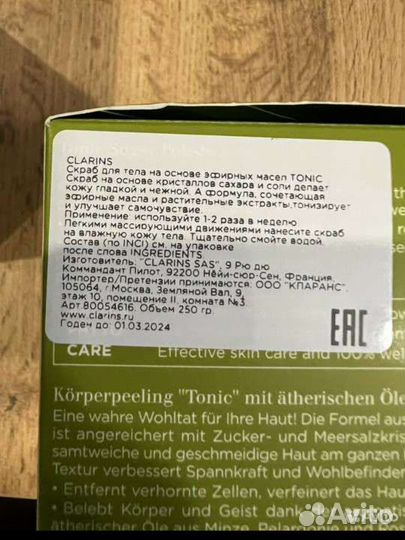 CLARINS
Скраб для тела на основе эфирных масел TONIC
Скраб на основе кристаллов сахара и соли делает
кожу гладкой и нежной. А формула, сочетающая
эфирные масла и растительные экстракты,тонизирует
и улучшает самочувствие.
Применение: используйте 1-2 раза в неделю
Легкими массирующими движениями нанесите скраб
на влажную кожу тела. Тщательно смойте водой.
Состав (по INCI) см. на упаковке
после слова INGREDIENTS
Изготовитель: "CLARINS SAS", 9 Рю дю
Коммандант Пилот, 92200 Нёйи-сюр-Сен, Франция.
Импортер/Претензии принимаются: ООО "КЛАРАНС",
105064, г.Москва, Земляной Вал, 9,
этаж 10, помещение II, комната №3.
Арт.80054616. Объем 250 гр.
www.clarins.ru
Годен до: 01.03.2024
EAC
CARE Effective skin care and 100% wel
Körperpeeling "Tonic" mit ätherischen Öle
Eine wahre Wohltat für Ihre Haut! Die Formel aus
ist angereichert mit Zucker- und Meersalzkris
samtweiche und geschmeidige Haut am ganzen
Textur verbessert Spannkraft und Wohlbefinden
• Entfernt verhornte Zellen, verfeinert das Hau
• Belebt Körper und Geist dank der
ätherischer Öle aus Minze, Pelargonie und Ros
Avito